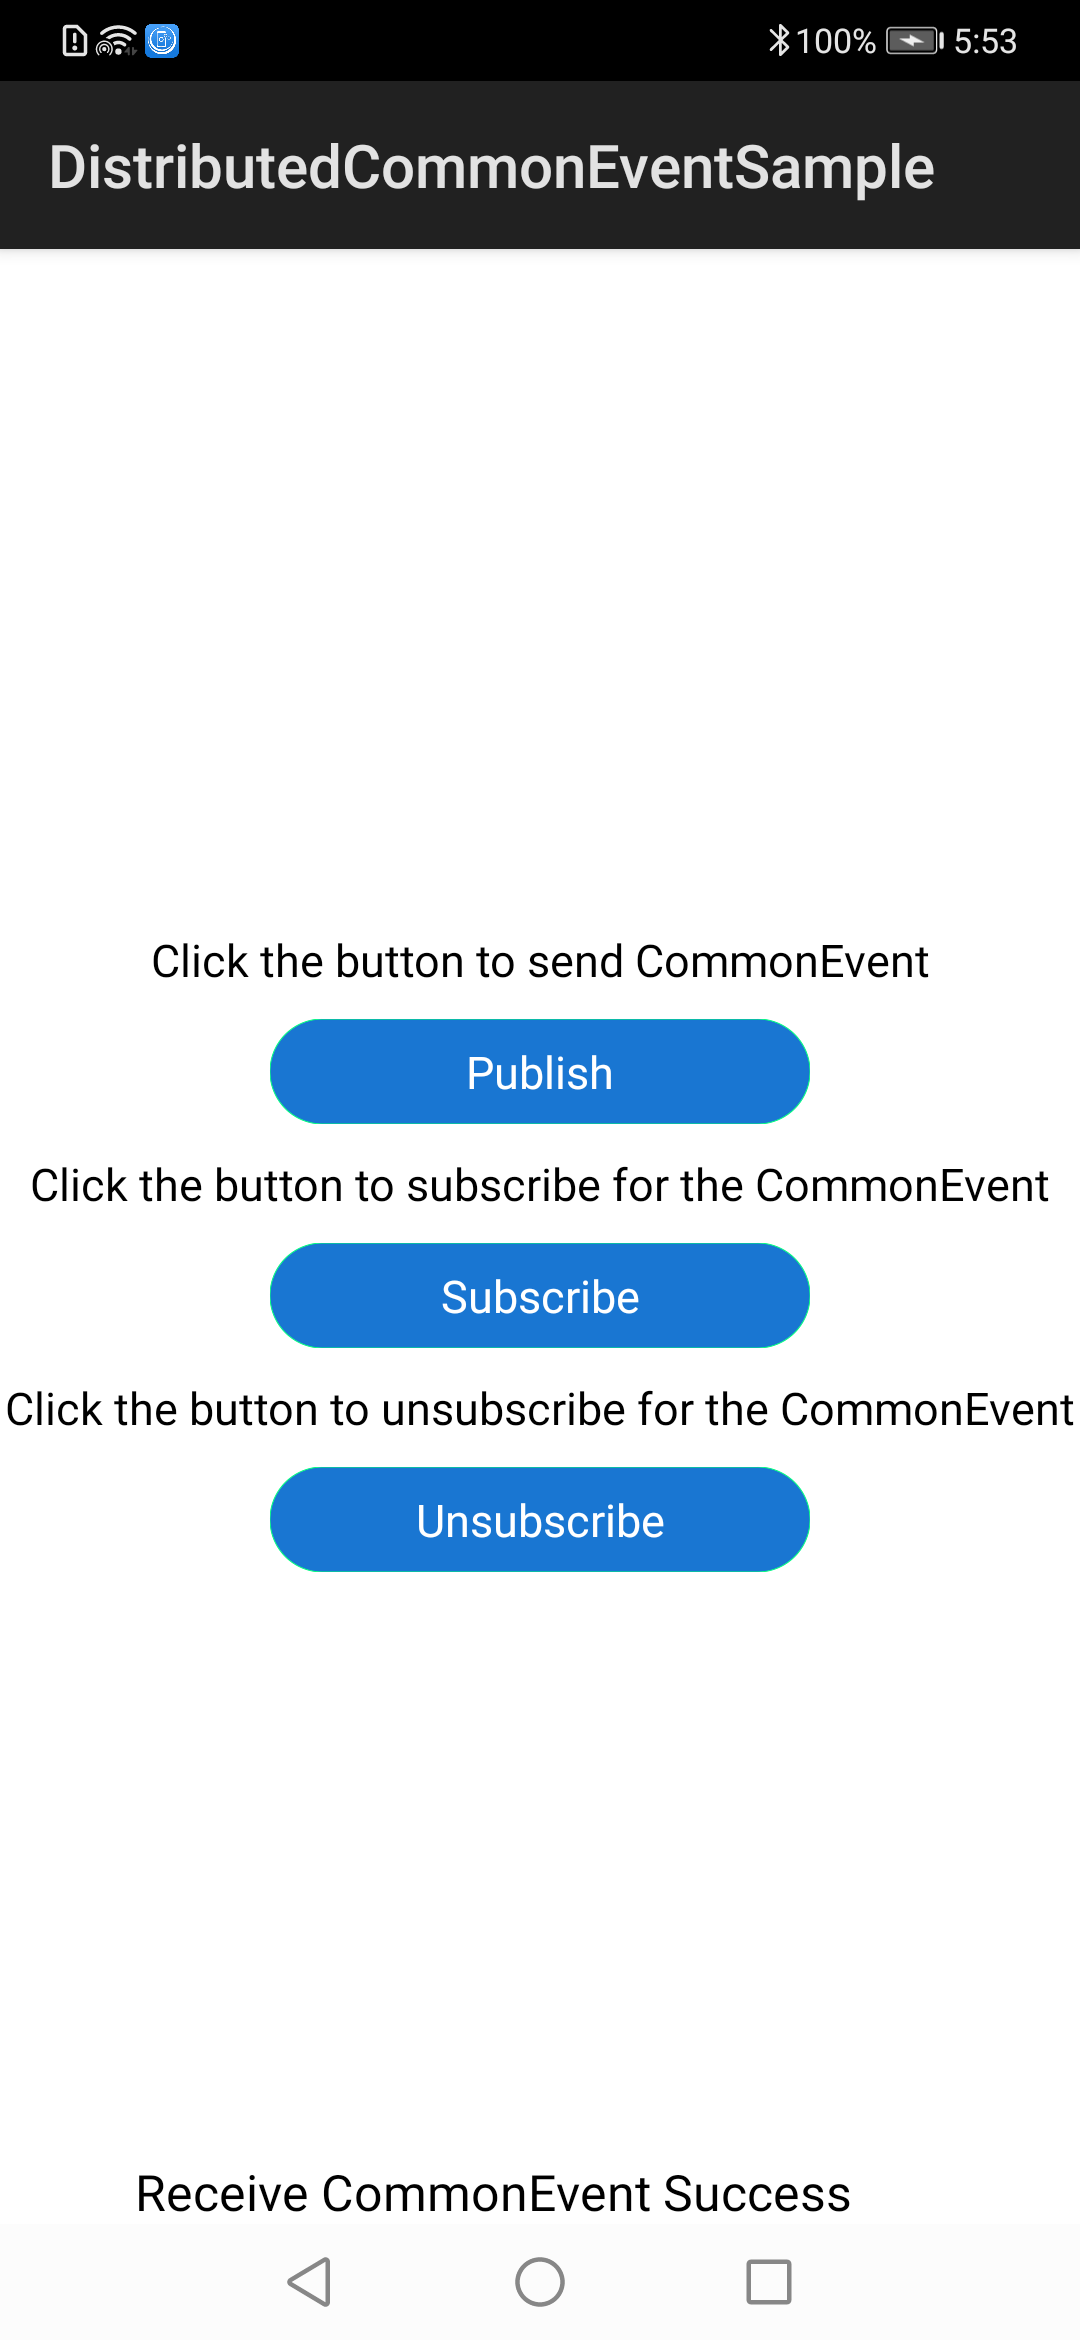 100% 5:53
DistributedCommonEventSample
Click the button to send CommonEvent
Publish
Click the button to subscribe for the CommonEvent
Subscribe
Click the button to unsubscribe for the CommonEvent
Unsubscribe
Receive CommonEvent Success